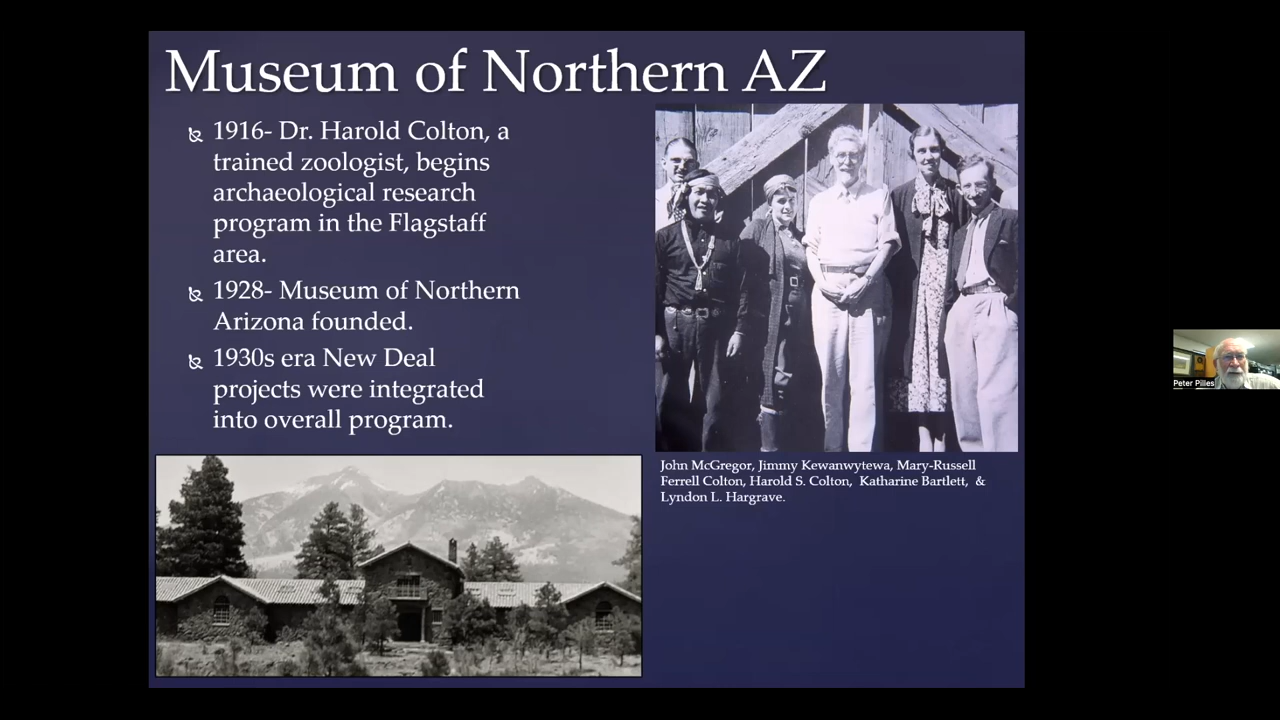 Museum of Northern AZ
1916- Dr. Harold Colton, a
trained zoologist, begins
archaeological research
program in the Flagstaff
area.
1928- Museum of Northern
Arizona founded.
1930s era New Deal
projects were integrated
into overall program.
John McGregor, Jimmy Kewanwytewa, Mary-Russell
Ferrell Colton, Harold S. Colton, Katharine Bartlett, &
Lyndon L. Hargrave.
Peter Pilles